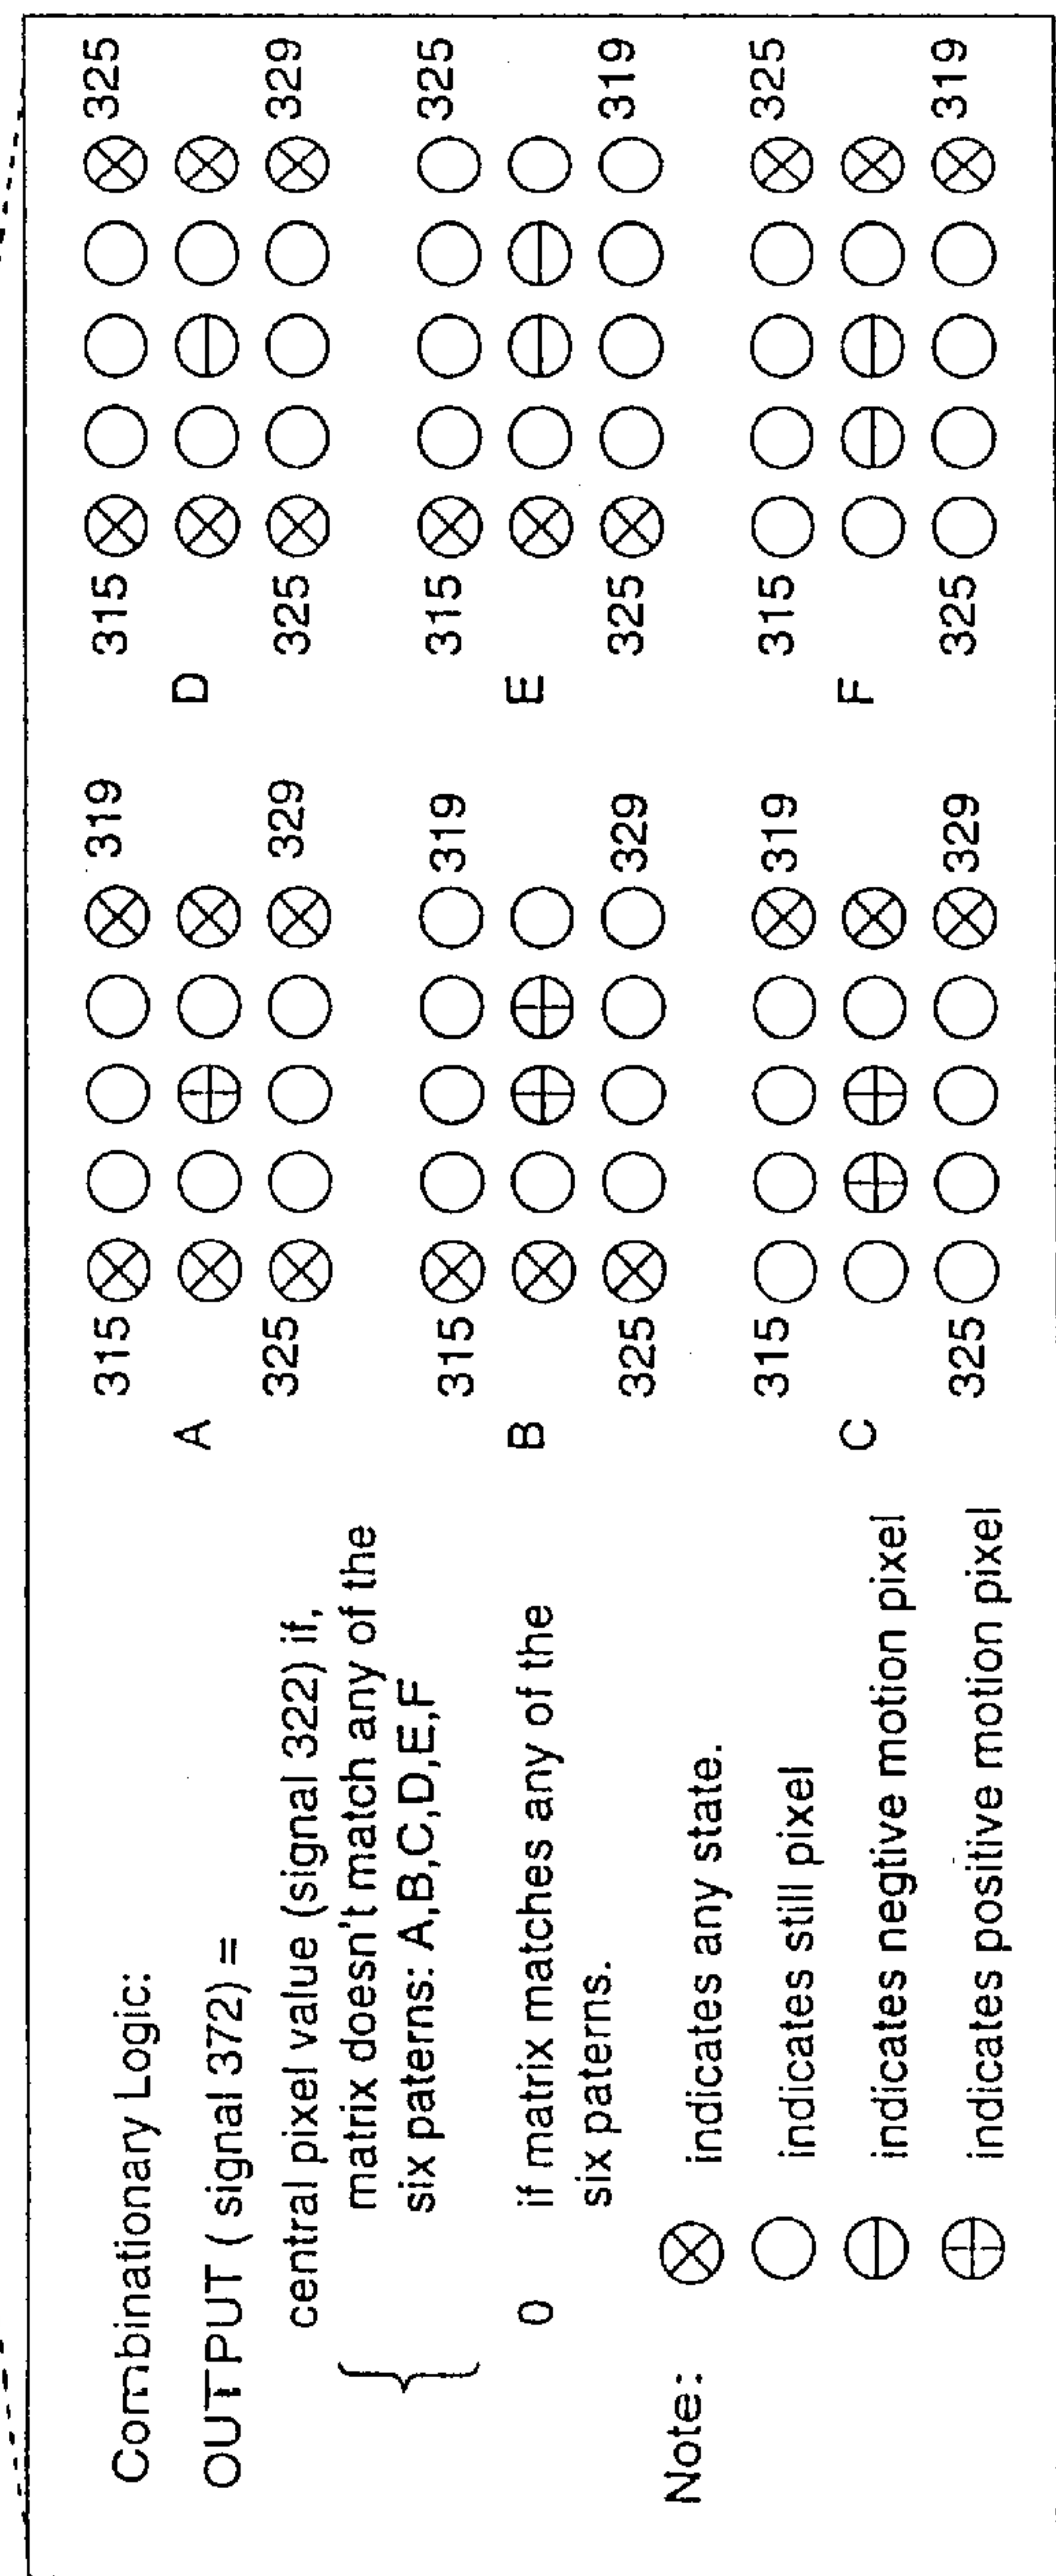 Combinationary Logic:
OUTPUT ( signal 372) =
central pixel value (signal 322) if,
matrix doesn't match any of the
six paterns: A,B,C,D,E,F
0 if matrix matches any of the
six paterns.
Note:
indicates any state.
indicates still pixel
indicates negtive motion pixel
indicates positive motion pixel
A
315 319
325 329
B
315 319
325 329
C
315 319
325 329
D
315 325
325 329
E
315 325
325 319
F
315 325
325 319